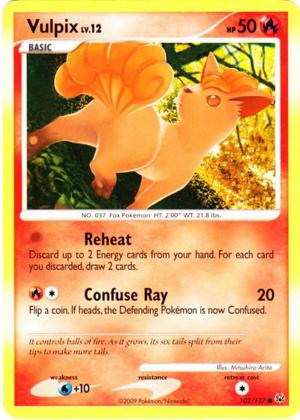 Vulpix LV.12 HP 50
BASIC
NO. 037 Fox Pokémon HT. 2'00" WT. 21.8 lbs.
Reheat
Discard up to 2 Energy cards from your hand. For each card
you discarded, draw 2 cards.
Confuse Ray 20
Flip a coin. If heads, the Defending Pokémon is now Confused.
It controls balls of fire. As it grows, its six tails split from their
tips to make more tails.
Illus. Mitsuhiro Arita
weakness resistance retreat cost
+10
©2009 Pokémon/Nintendo
102/127